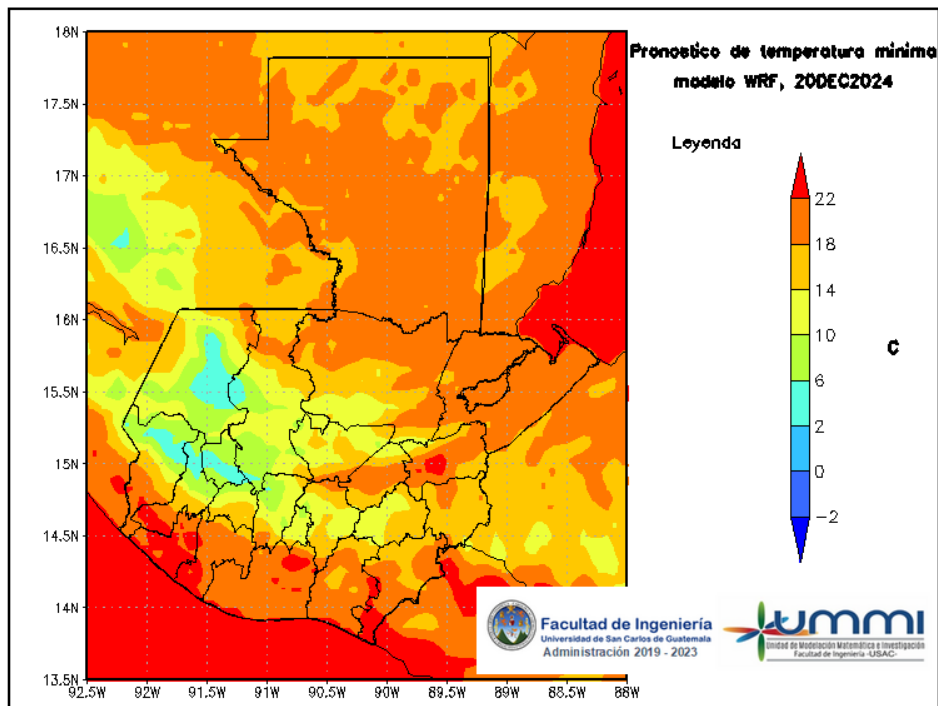 Pronostico de temperatura minima
modelo WRF, 20DEC2024
Leyenda
22
18
14
10
6
2
0
−2
C
18N
17.5N
17N
16.5N
16N
15.5N
15N
14.5N
14N
13.5N
92.5W
92W
91.5W
91W
90.5W
90W
89.5W
89W
88.5W
88W
Facultad de Ingeniería
Universidad de San Carlos de Guatemala
Administración 2019 - 2023
ummi
Unidad de Modelación Matemática e Investigación
Facultad de Ingeniería -USAC-